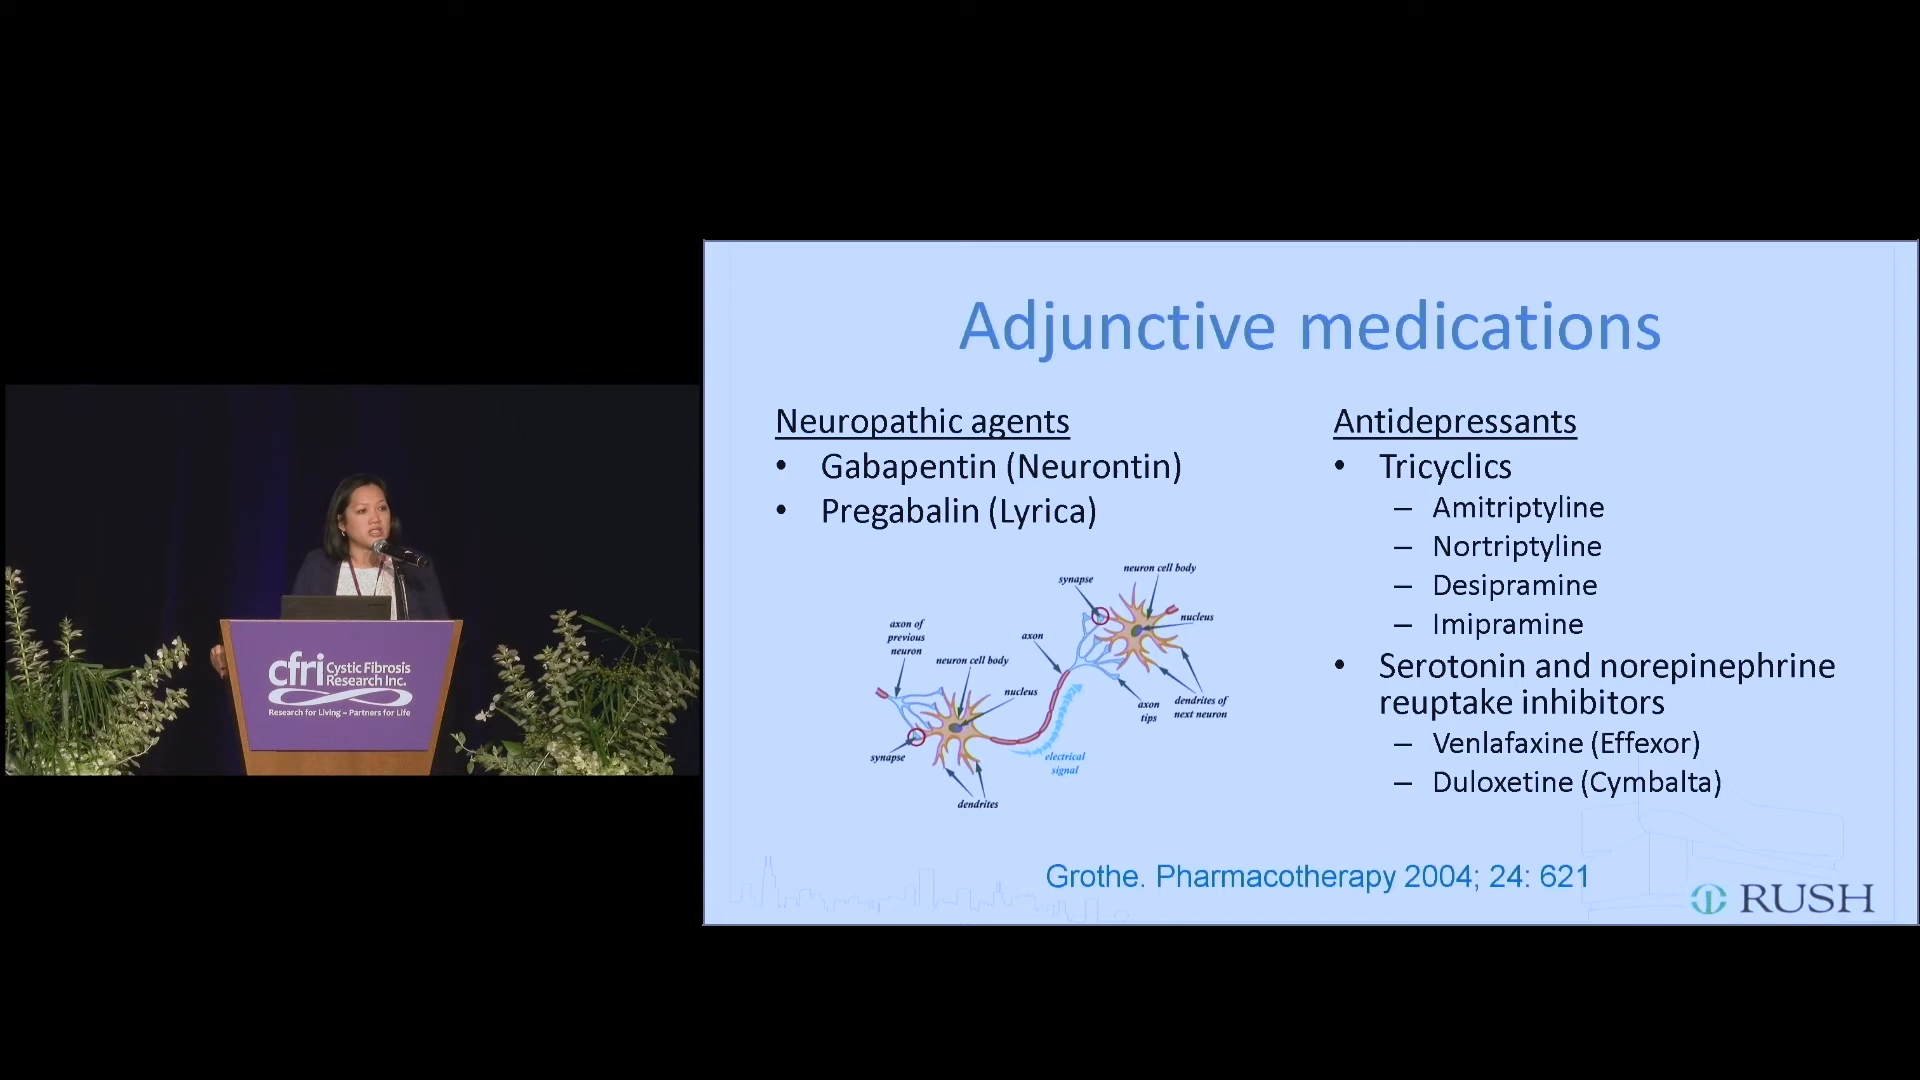 Adjunctive medications
Neuropathic agents
• Gabapentin (Neurontin)
• Pregabalin (Lyrica)
synapse
neuron cell body
nucleus
axon of
previous
neuron
axon
neuron cell body
nucleus
axon
tips
dendrites of
next neuron
synapse
electrical
signal
dendrites
Antidepressants
• Tricyclics
– Amitriptyline
– Nortriptyline
– Desipramine
– Imipramine
• Serotonin and norepinephrine
reuptake inhibitors
– Venlafaxine (Effexor)
– Duloxetine (Cymbalta)
Grothe. Pharmacotherapy 2004; 24: 621
RUSH
cfri Cystic Fibrosis
Research Inc.
Research for Living – Partners for Life